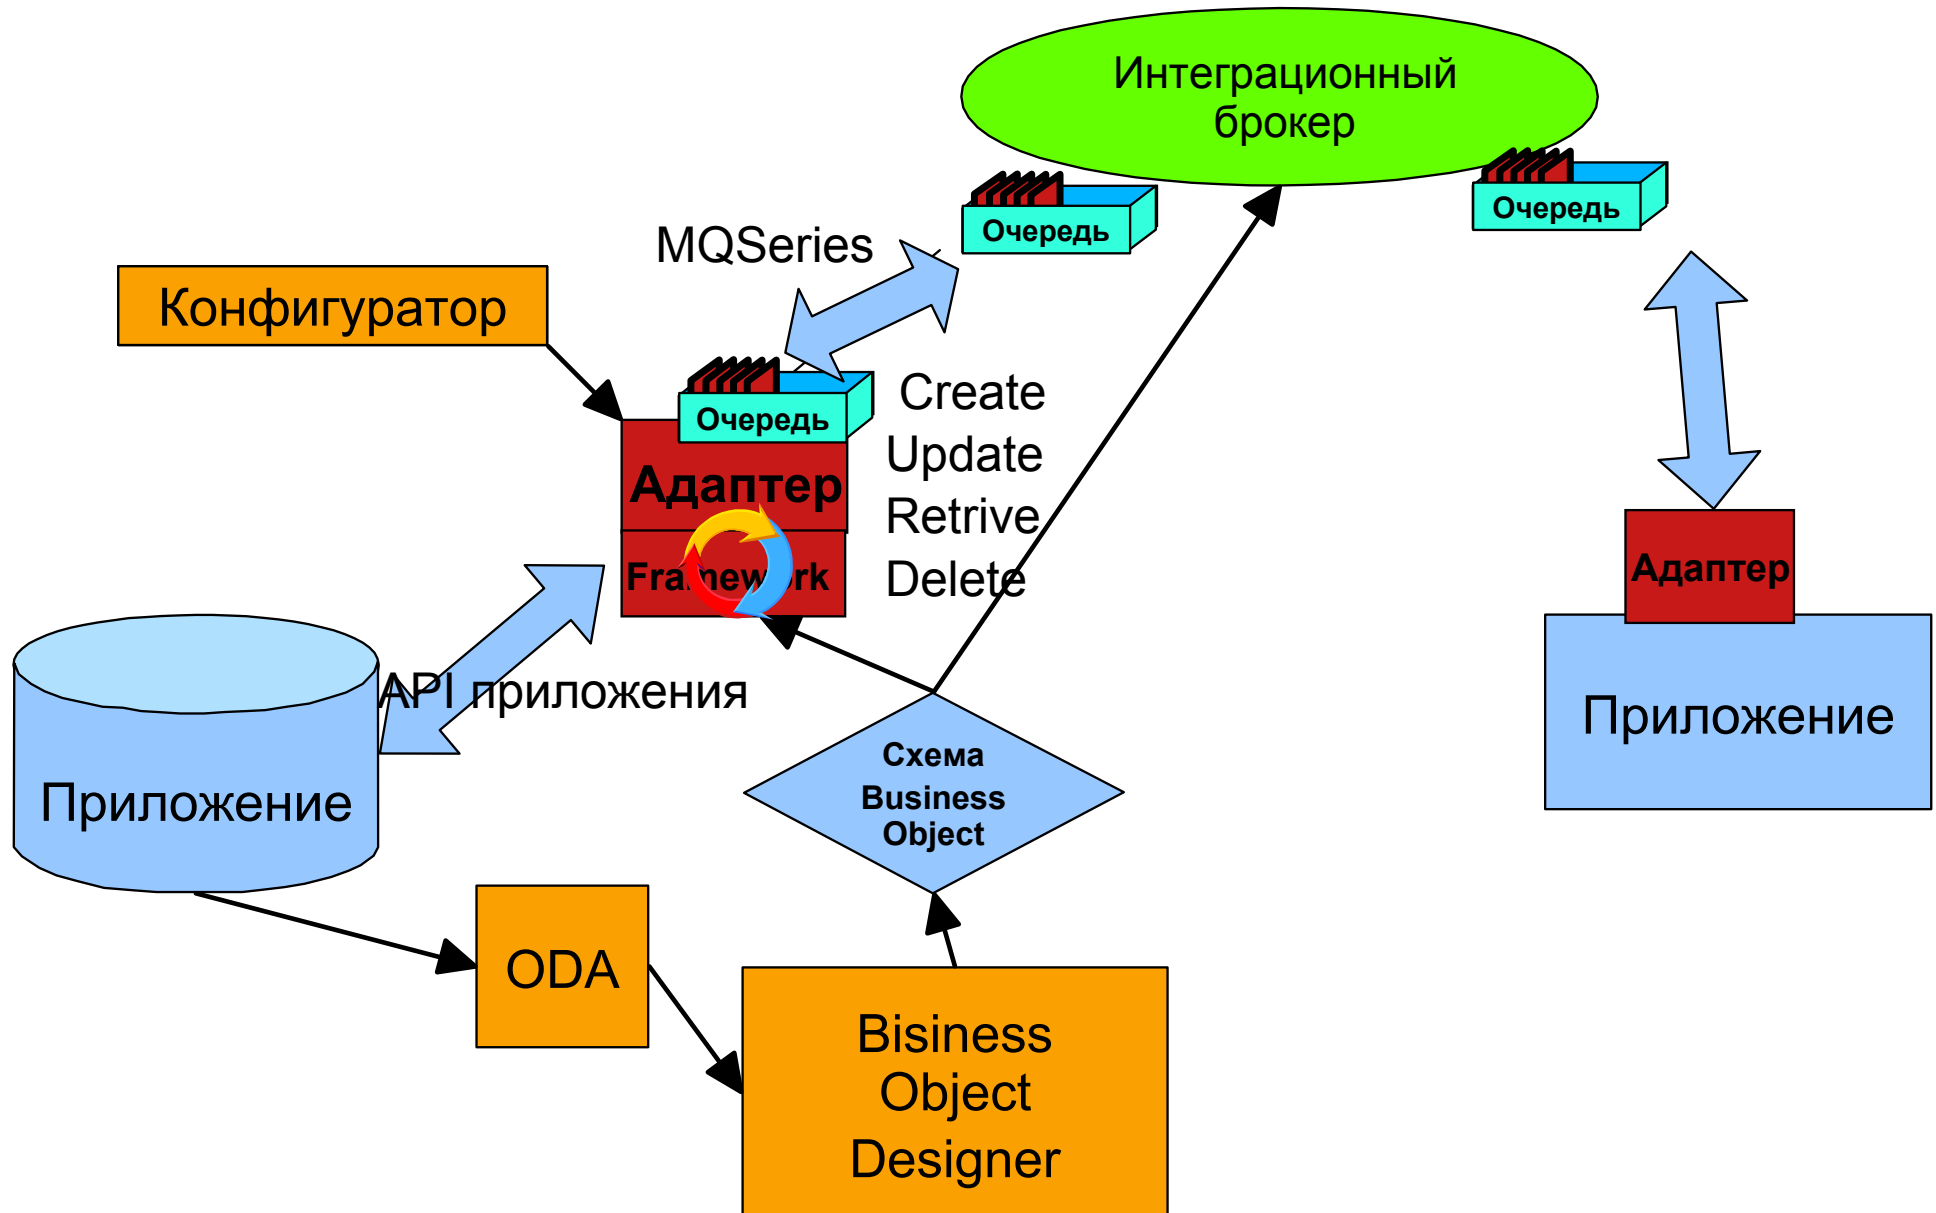 Интеграционный
брокер
Очередь
Очередь
MQSeries
Конфигуратор
Очередь
Create
Update
Retrive
Delete
Адаптер
Framework
Адаптер
API приложения
Приложение
Приложение
Схема
Business
Object
ODA
Bisiness
Object
Designer